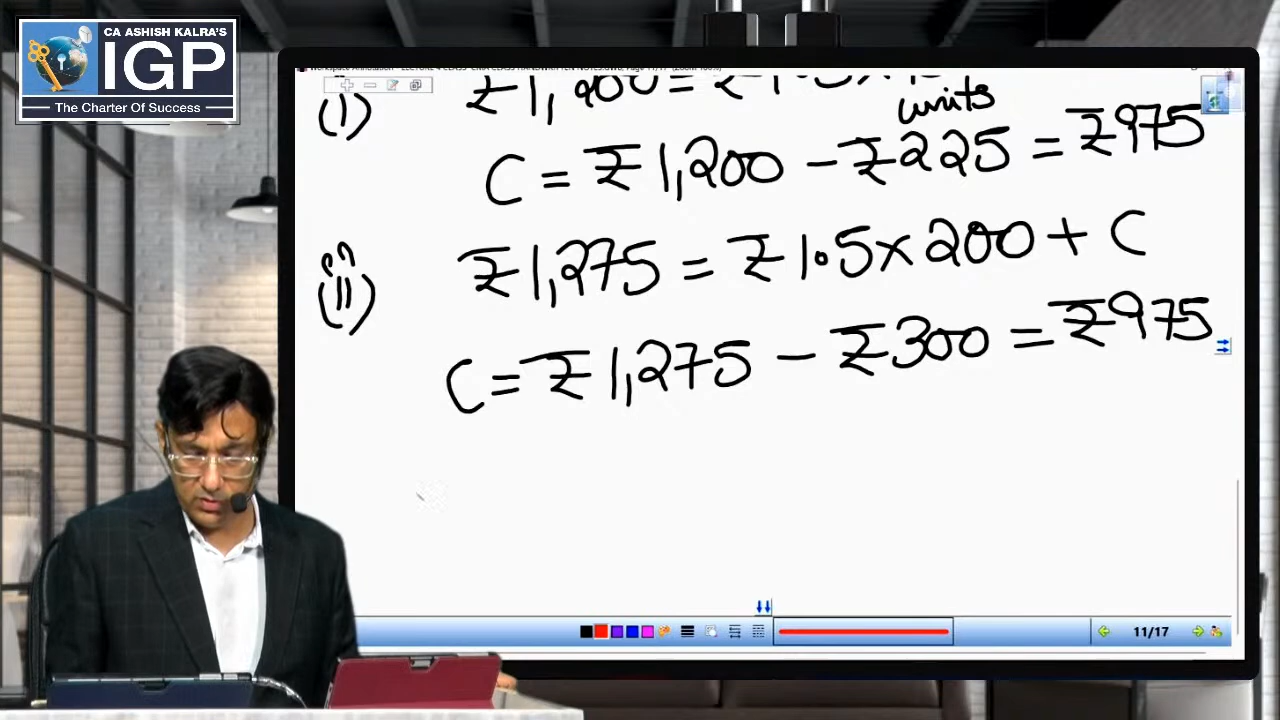 CA ASHISH KALRA'S
IGP
The Charter Of Success
units
(i)
C = ₹1,200 - ₹225 = ₹975
(ii) ₹1,275 = ₹1.5 × 200 + C
C = ₹1,275 - ₹300 = ₹975
11/17